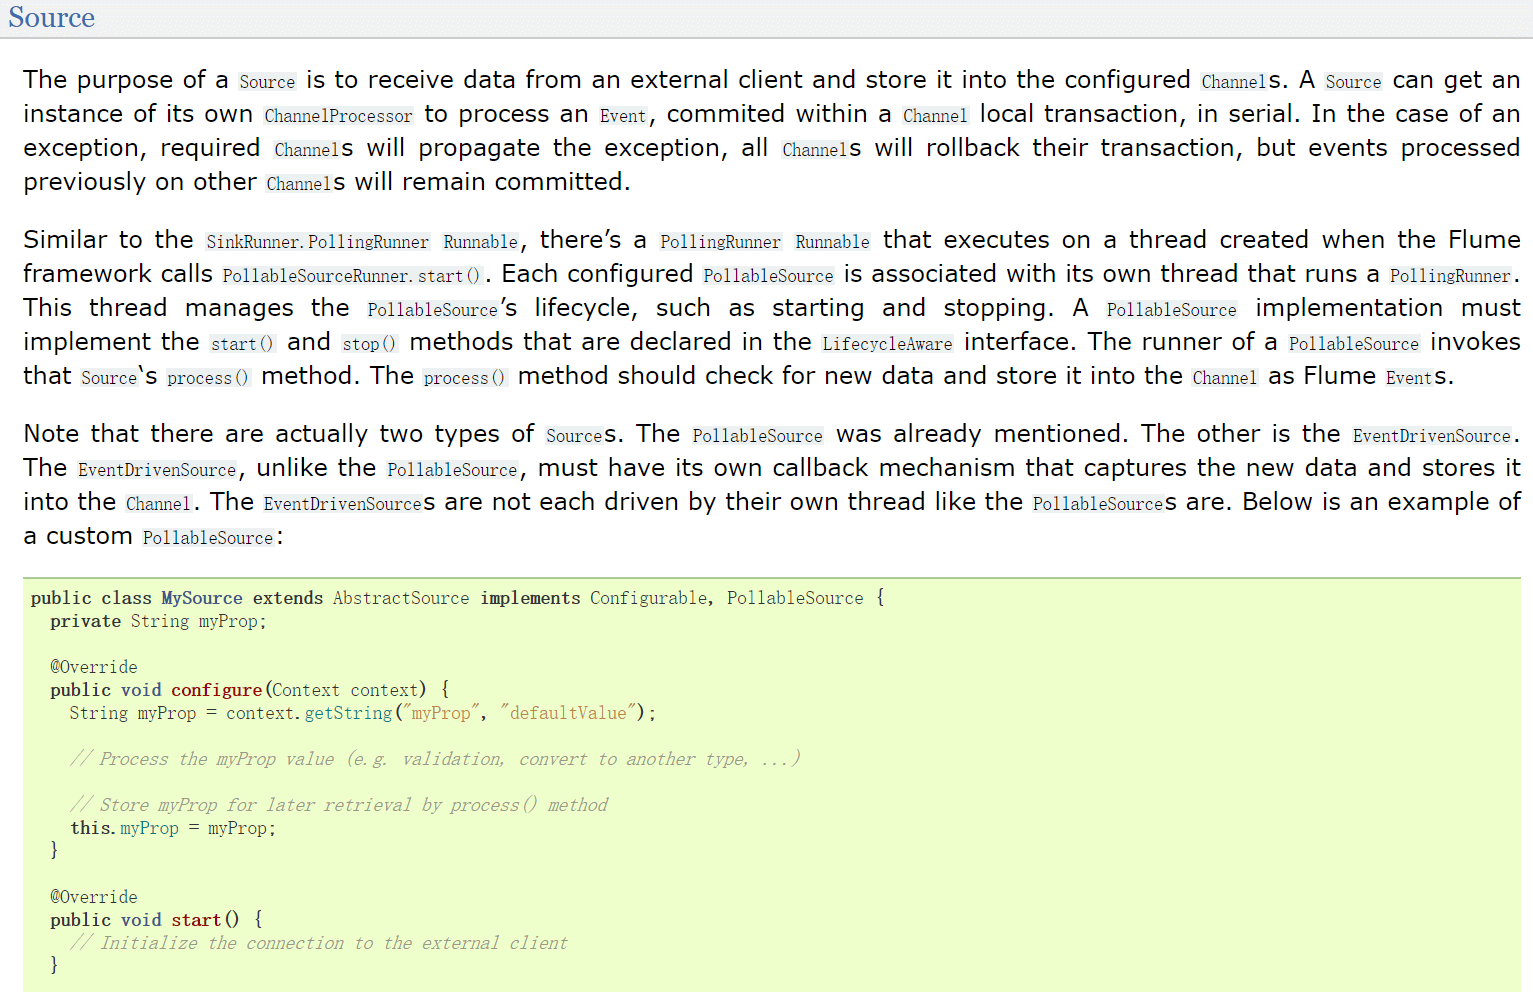 Source
The purpose of a Source is to receive data from an external client and store it into the configured Channels. A Source can get an
instance of its own ChannelProcessor to process an Event, commited within a Channel local transaction, in serial. In the case of an
exception, required Channels will propagate the exception, all Channels will rollback their transaction, but events processed
previously on other Channels will remain committed.
Similar to the SinkRunner.PollingRunner Runnable, there’s a PollingRunner Runnable that executes on a thread created when the Flume
framework calls PollableSourceRunner.start(). Each configured PollableSource is associated with its own thread that runs a PollingRunner.
This thread manages the PollableSource’s lifecycle, such as starting and stopping. A PollableSource implementation must
implement the start() and stop() methods that are declared in the LifecycleAware interface. The runner of a PollableSource invokes
that Source‘s process() method. The process() method should check for new data and store it into the Channel as Flume Events.
Note that there are actually two types of Sources. The PollableSource was already mentioned. The other is the EventDrivenSource.
The EventDrivenSource, unlike the PollableSource, must have its own callback mechanism that captures the new data and stores it
into the Channel. The EventDrivenSources are not each driven by their own thread like the PollableSources are. Below is an example of
a custom PollableSource:
public class MySource extends AbstractSource implements Configurable, PollableSource {
private String myProp;
@Override
public void configure(Context context) {
String myProp = context.getString("myProp", "defaultValue");
// Process the myProp value (e.g. validation, convert to another type, ...)
// Store myProp for later retrieval by process() method
this.myProp = myProp;
}
@Override
public void start() {
// Initialize the connection to the external client
}